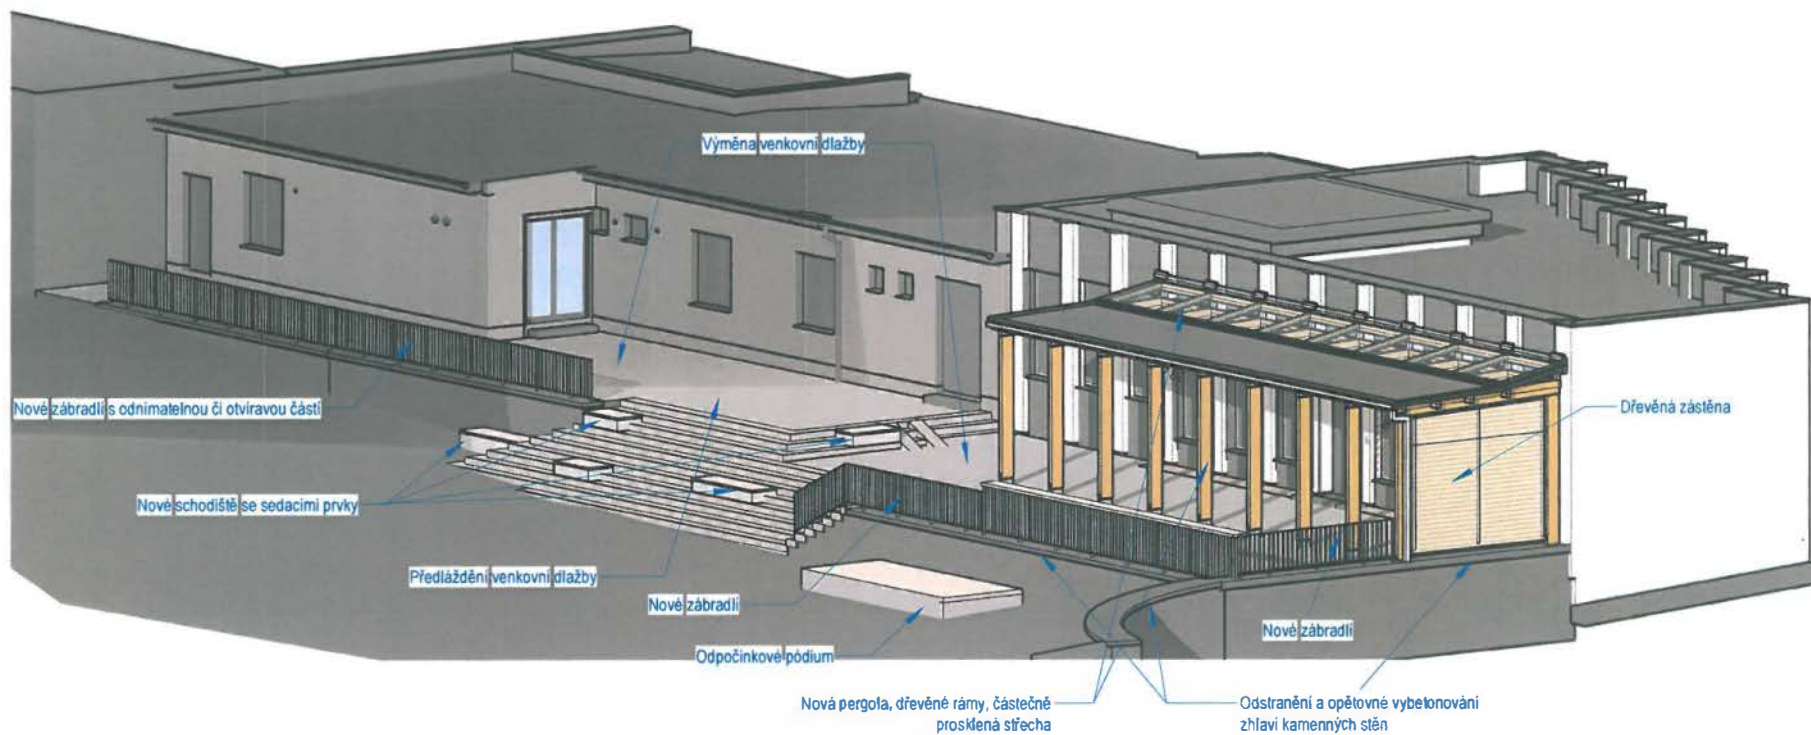 Výměna venkovní dlažby
Nové zábradlí s odnímatelnou či otvíravou částí
Dřevěná zástěna
Nové schodiště se sedacími prvky
Předláždění venkovní dlažby
Nové zábradlí
Nové zábradlí
Odpočinkové pódium
Nová pergola, dřevěné rámy, částečně
prosklená střecha
Odstranění a opětovné vybetonování
zhlaví kamenných stěn